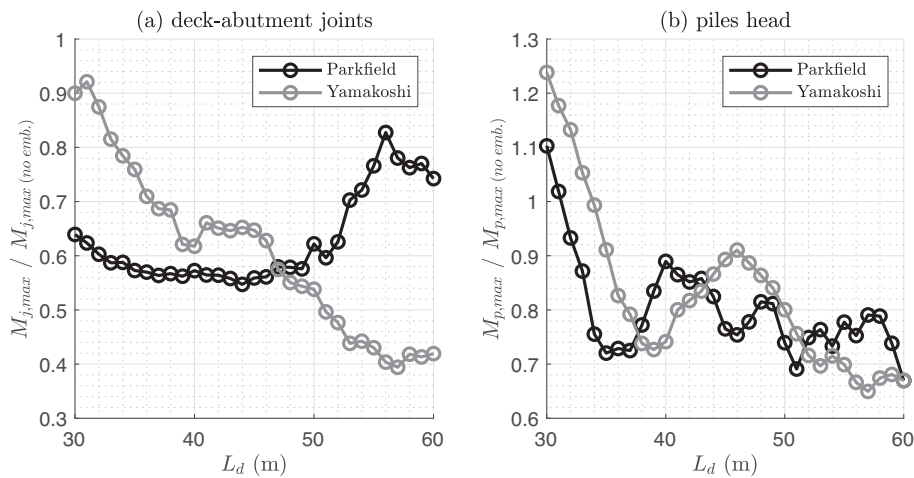 (a) deck-abutment joints
(b) piles head
Parkfield
Yamakoshi
1
0.9
0.8
0.7
0.6
0.5
0.4
0.3
M_{j,max} / M_{j,max (no emb.)}
30
40
50
60
L_d (m)
Parkfield
Yamakoshi
1.3
1.2
1.1
1
0.9
0.8
0.7
0.6
M_{p,max} / M_{p,max (no emb.)}
30
40
50
60
L_d (m)